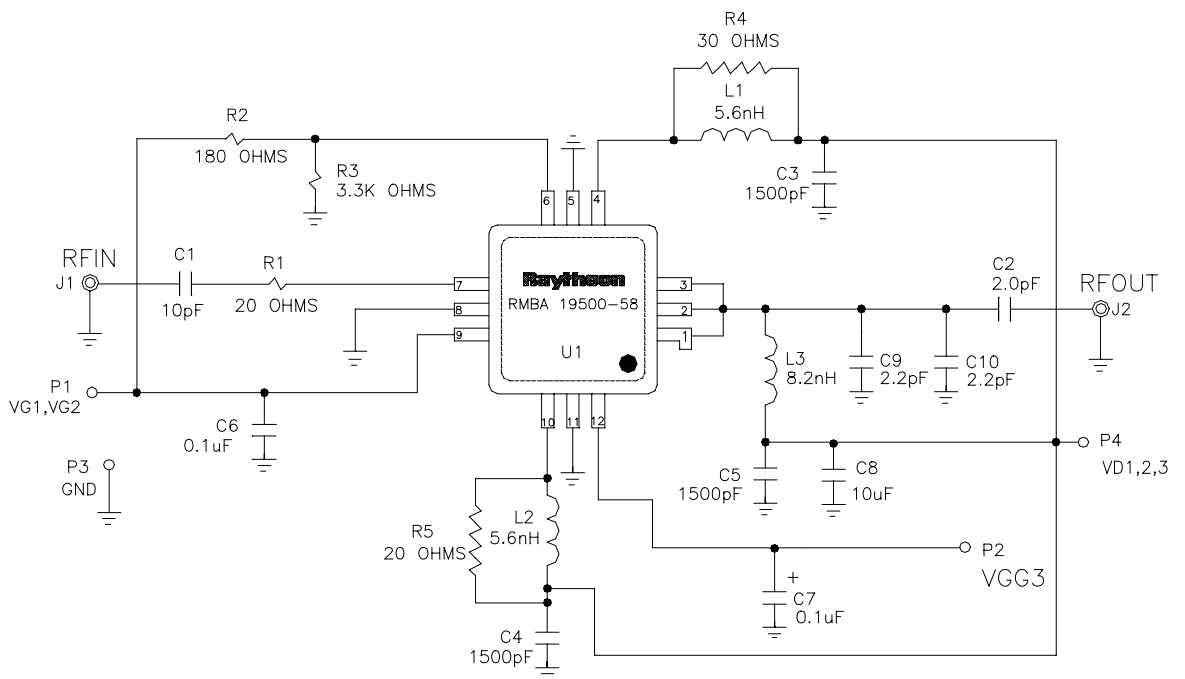 R4
30 OHMS
L1
5.6nH
R2
180 OHMS
R3
3.3K OHMS
C3
1500pF
6
5
4
RFIN
J1
C1
10pF
R1
20 OHMS
7
8
9
Raytheon
RMBA 19500-58
U1
3
2
1
C2
2.0pF
RFOUT
J2
L3
8.2nH
C9
2.2pF
C10
2.2pF
P1
VG1,VG2
C6
0.1uF
10
11
12
P3
GND
C5
1500pF
C8
10uF
P4
VD1,2,3
R5
20 OHMS
L2
5.6nH
P2
VGG3
+
C7
0.1uF
C4
1500pF